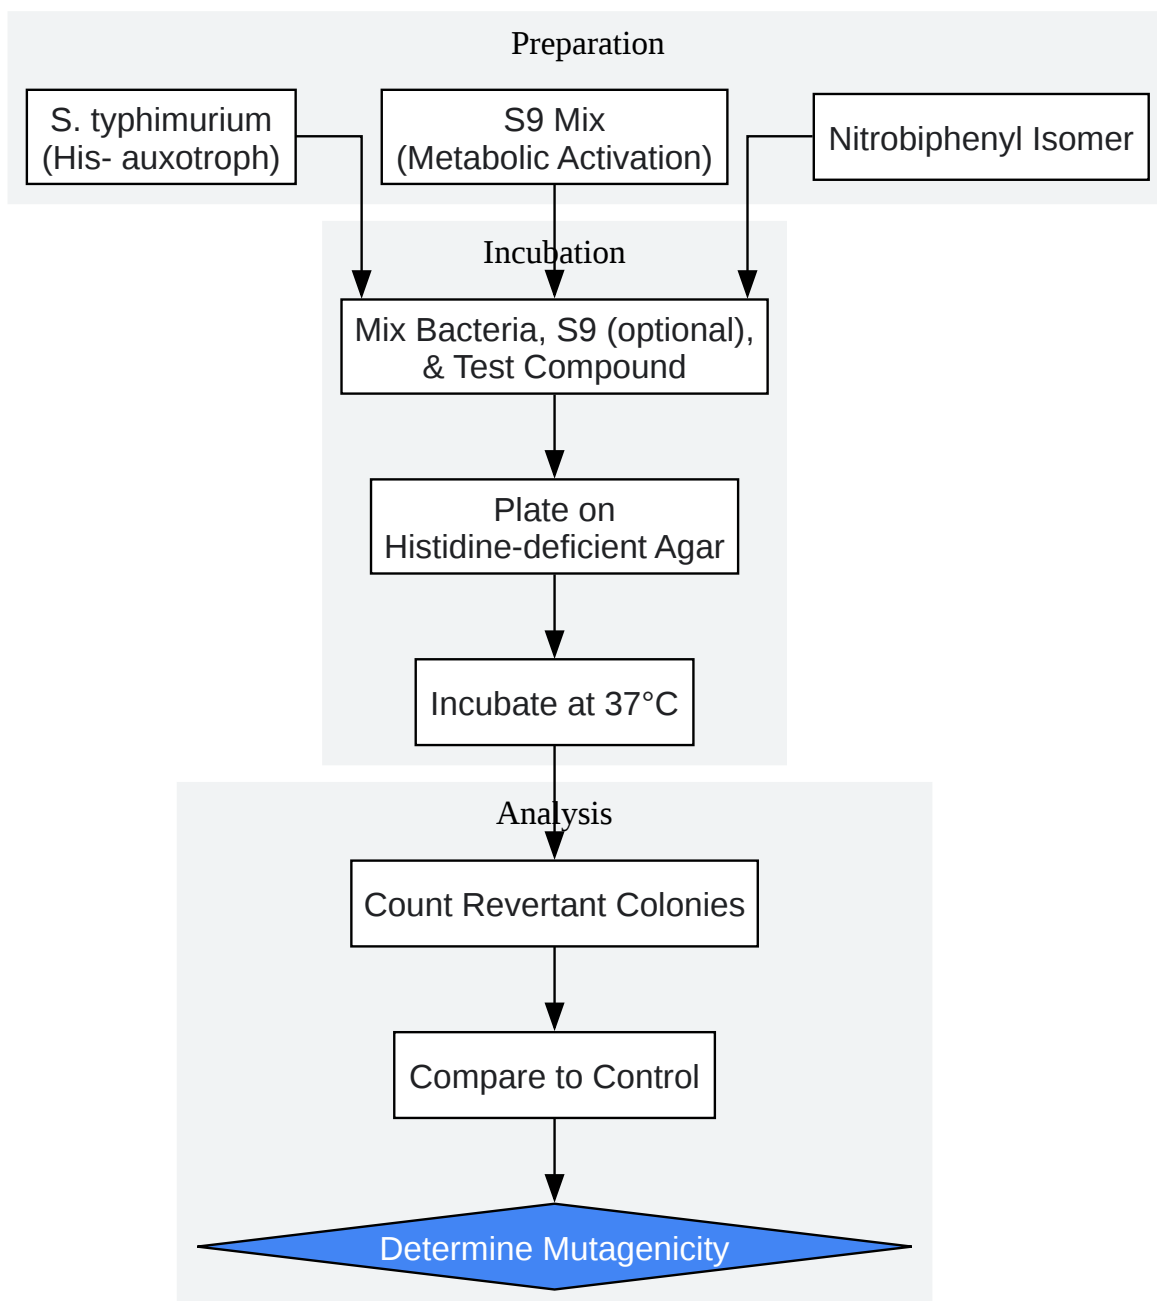 Preparation
S. typhimurium
(His- auxotroph)
S9 Mix
(Metabolic Activation)
Nitrobiphenyl Isomer
Incubation
Mix Bacteria, S9 (optional),
& Test Compound
Plate on
Histidine-deficient Agar
Incubate at 37°C
Analysis
Count Revertant Colonies
Compare to Control
Determine Mutagenicity